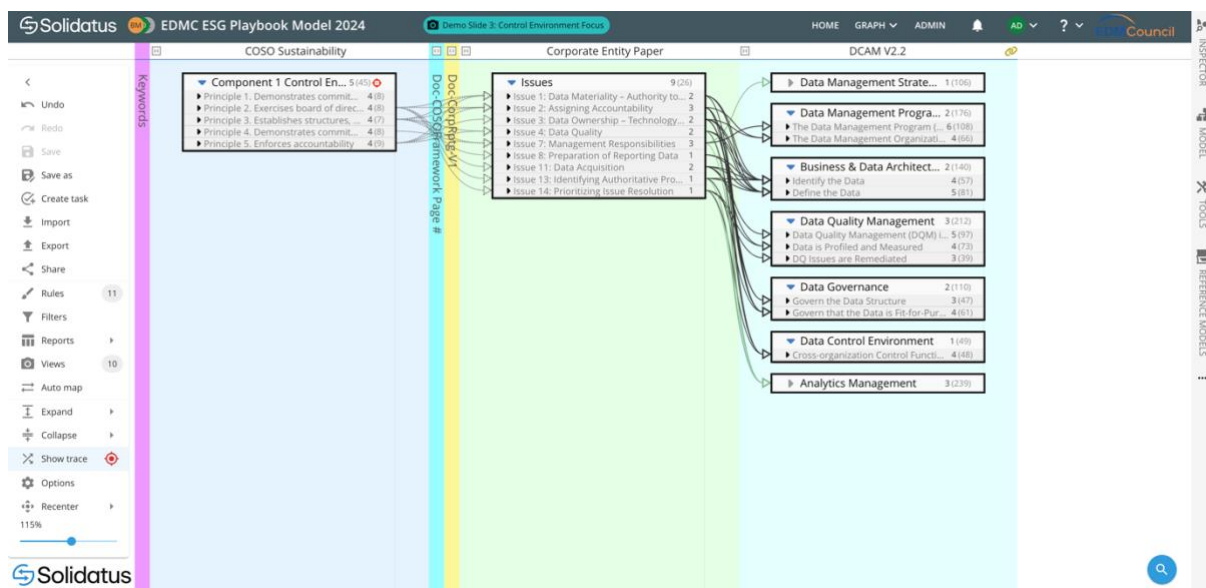 Solidatus
BM
EDMC ESG Playbook Model 2024
Demo Slide 3: Control Environment Focus
HOME
GRAPH
ADMIN
AD
?
EDMCouncil
COSO Sustainability
Corporate Entity Paper
DCAM V2.2
Undo
Redo
Save
Save as
Create task
Import
Export
Share
Rules 11
Filters
Reports
Views 10
Auto map
Expand
Collapse
Show trace
Options
Recenter
115%
Solidatus
Keywords
Component 1 Control En... 5 (45)
Principle 1. Demonstrates commit... 4 (8)
Principle 2. Exercises board of direc... 4 (8)
Principle 3. Establishes structures, ... 4 (7)
Principle 4. Demonstrates commit... 4 (8)
Principle 5. Enforces accountability 4 (9)
Doc-COSOFramework Page #
Doc-CorpRptg-V1
Issues 9 (26)
Issue 1: Data Materiality – Authority to... 2
Issue 2: Assigning Accountability 3
Issue 3: Data Ownership – Technology... 2
Issue 4: Data Quality 2
Issue 7: Management Responsibilities 3
Issue 8: Preparation of Reporting Data 1
Issue 11: Data Acquisition 2
Issue 13: Identifying Authoritative Pro... 1
Issue 14: Prioritizing Issue Resolution 1
Data Management Strate... 1 (106)
Data Management Progra... 2 (176)
The Data Management Program (... 6 (108)
The Data Management Organizati... 4 (66)
Business & Data Architect... 2 (140)
Identify the Data 4 (57)
Define the Data 5 (81)
Data Quality Management 3 (212)
Data Quality Management (DQM) i... 5 (97)
Data is Profiled and Measured 4 (73)
DQ Issues are Remediated 3 (39)
Data Governance 2 (110)
Govern the Data Structure 3 (47)
Govern that the Data is Fit-for-Pur... 4 (61)
Data Control Environment 1 (49)
Cross-organization Control Functi... 4 (48)
Analytics Management 3 (239)
INSPECTOR
MODEL
TOOLS
REFERENCE MODELS